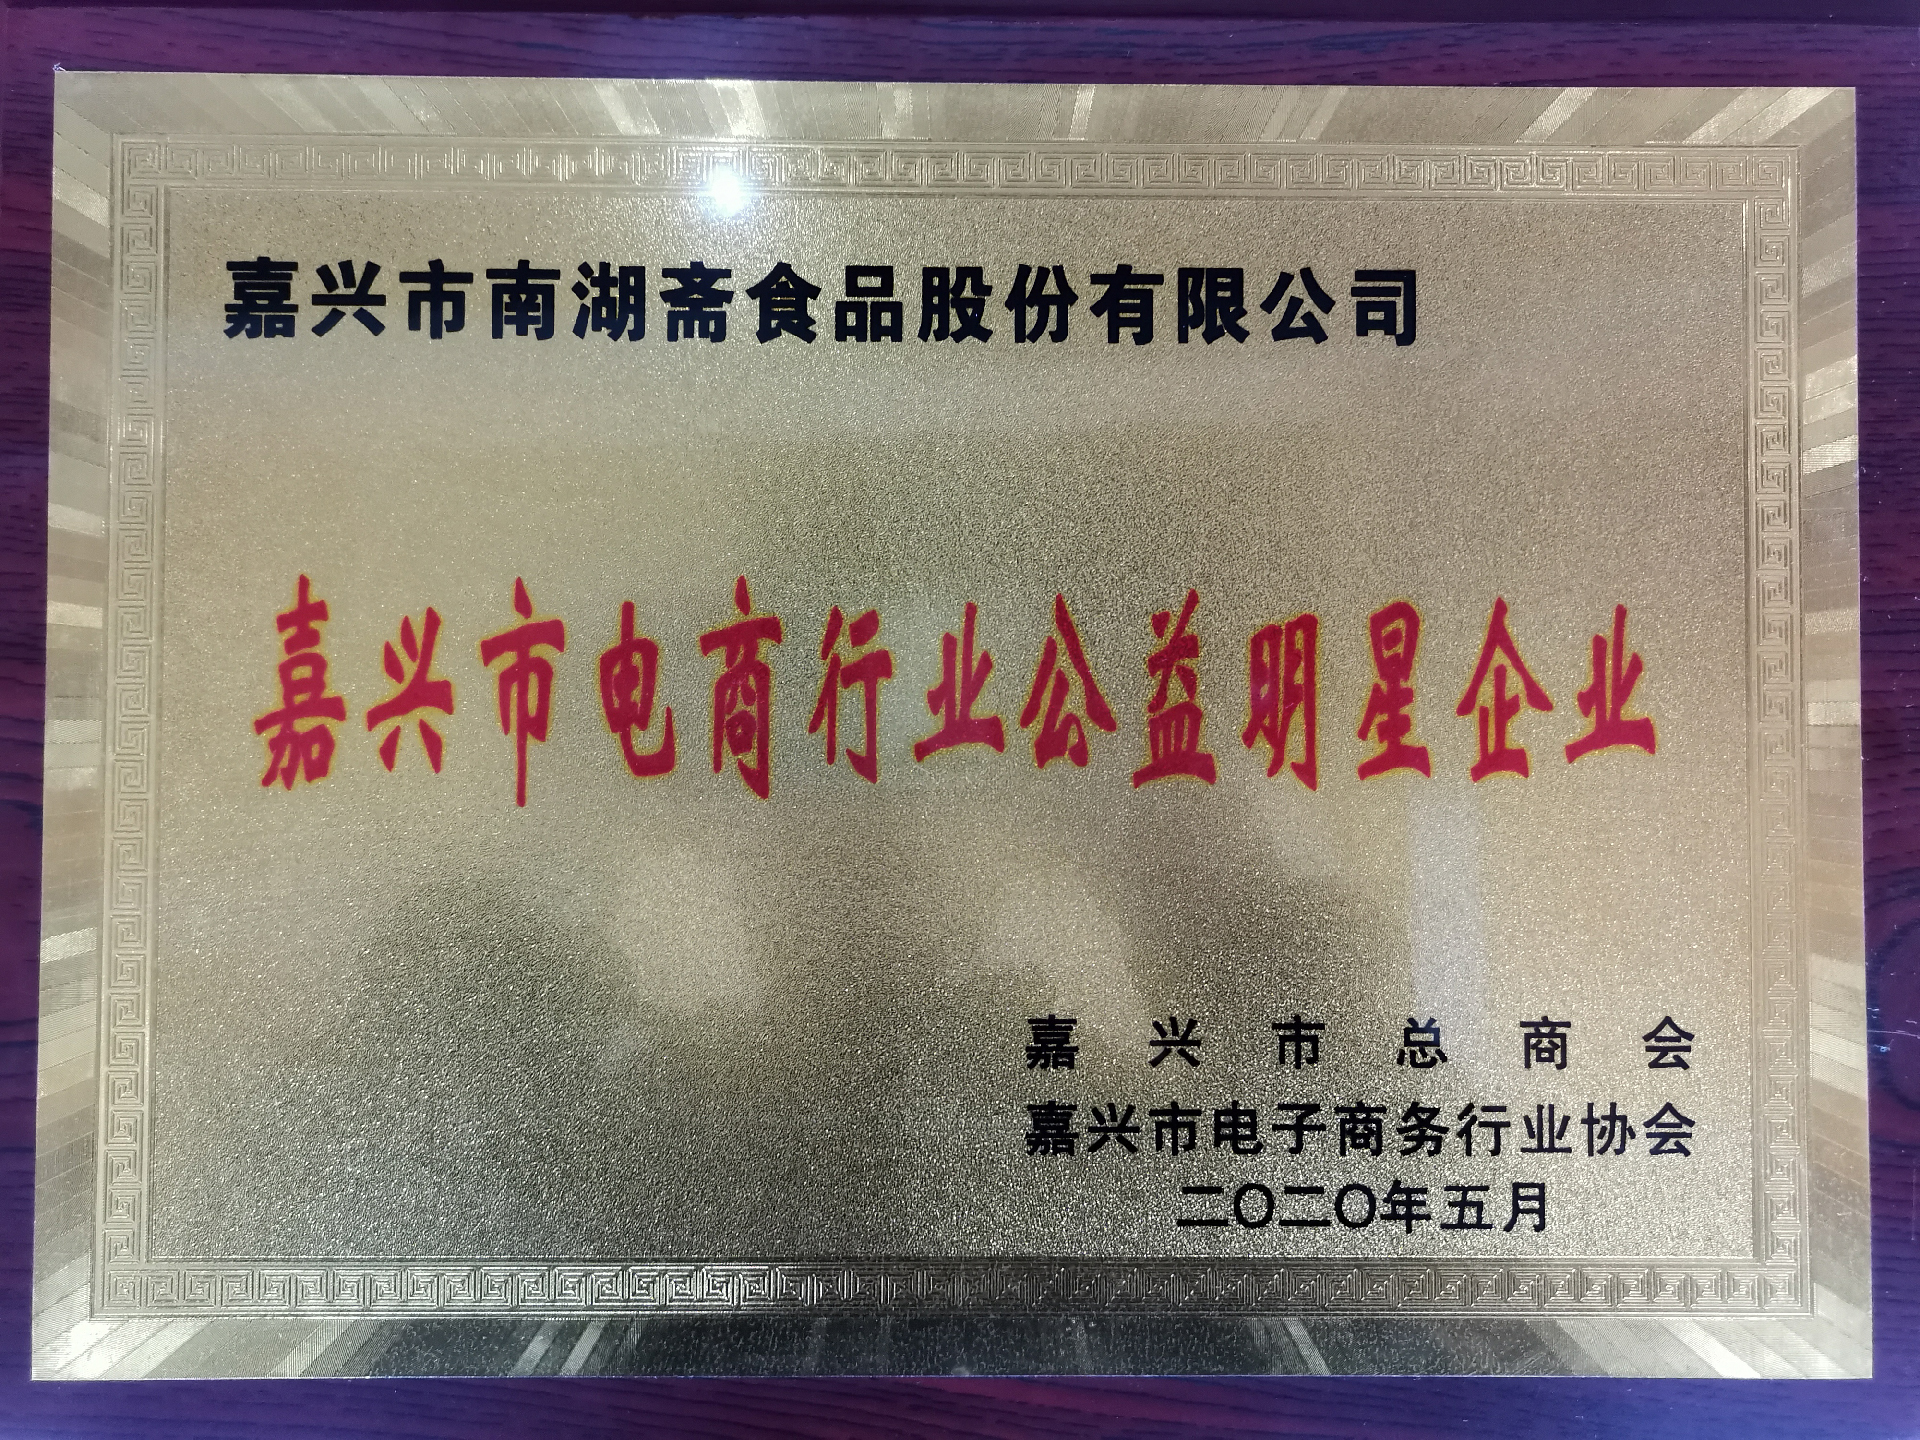 嘉兴市南湖斋食品股份有限公司
嘉兴市电商行业公益明星企业
嘉兴市总商会
嘉兴市电子商务行业协会
二〇二〇年五月